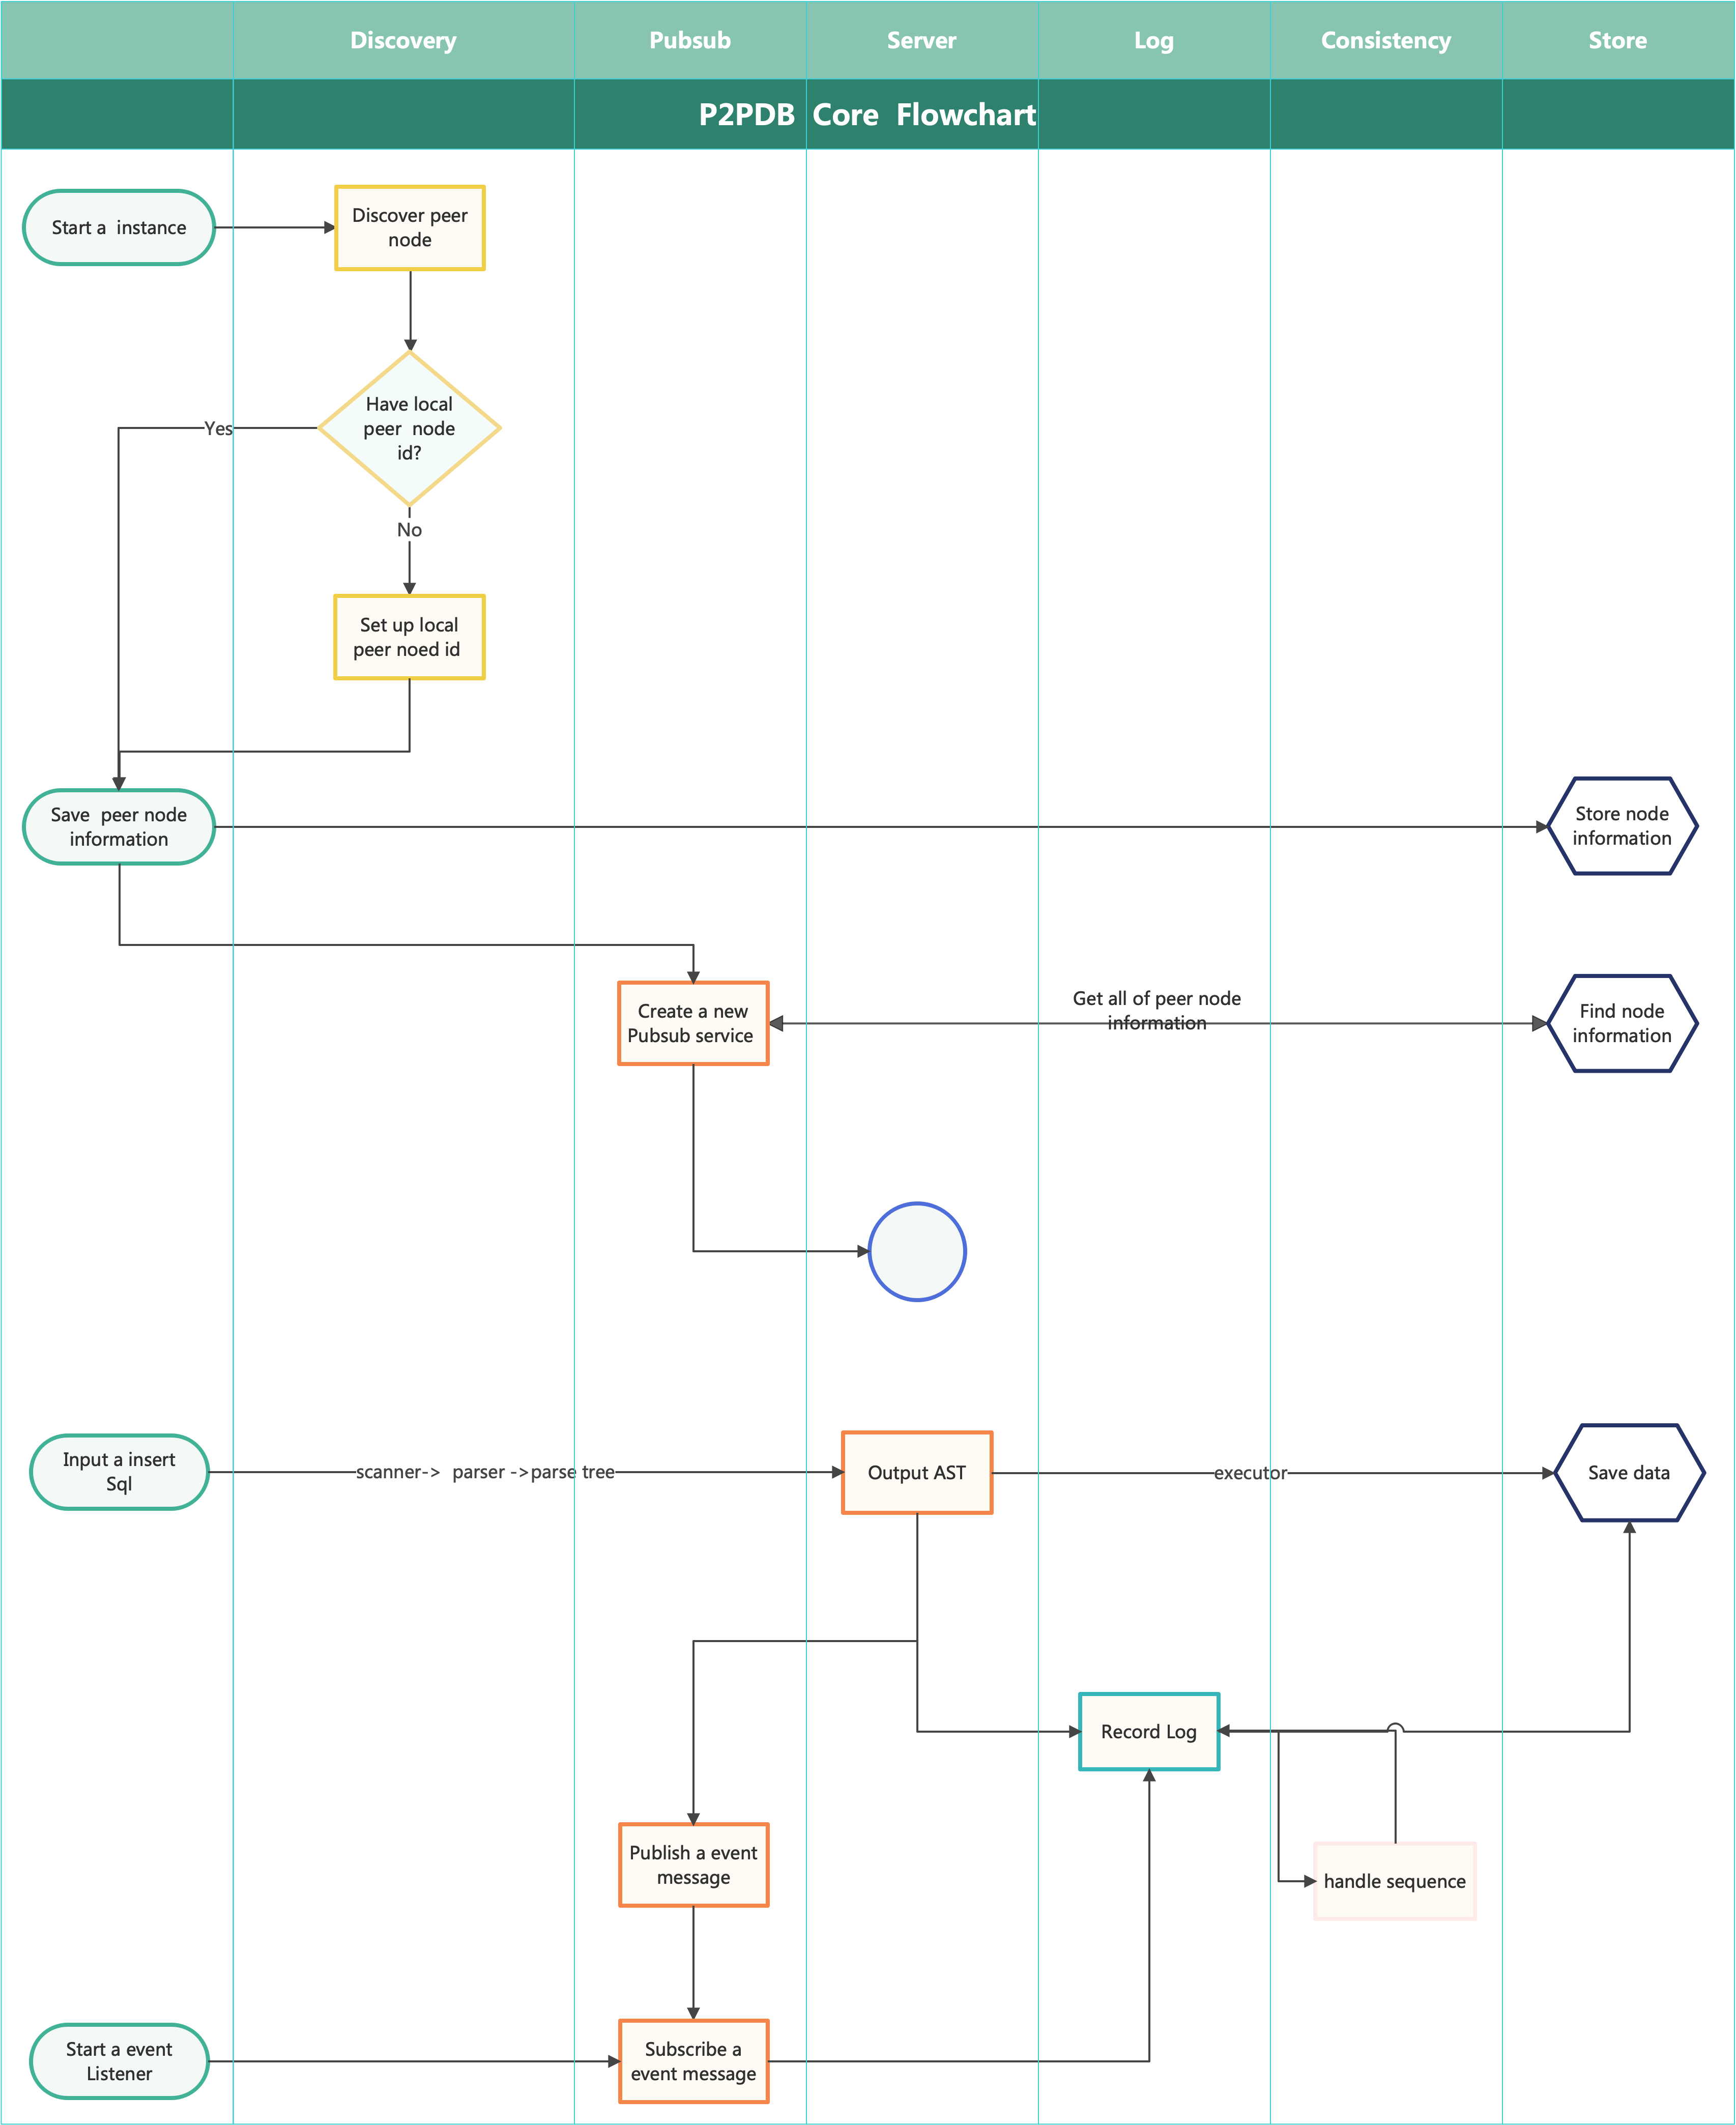 Discovery
Pubsub
Server
Log
Consistency
Store
P2PDB Core Flowchart
Start a instance
Discover peer
node
Have local
peer node
id?
Yes
No
Set up local
peer noed id
Save peer node
information
Store node
information
Create a new
Pubsub service
Get all of peer node
information
Find node
information
Input a insert
Sql
scanner-> parser ->parse tree
Output AST
executor
Save data
Record Log
Publish a event
message
handle sequence
Start a event
Listener
Subscribe a
event message